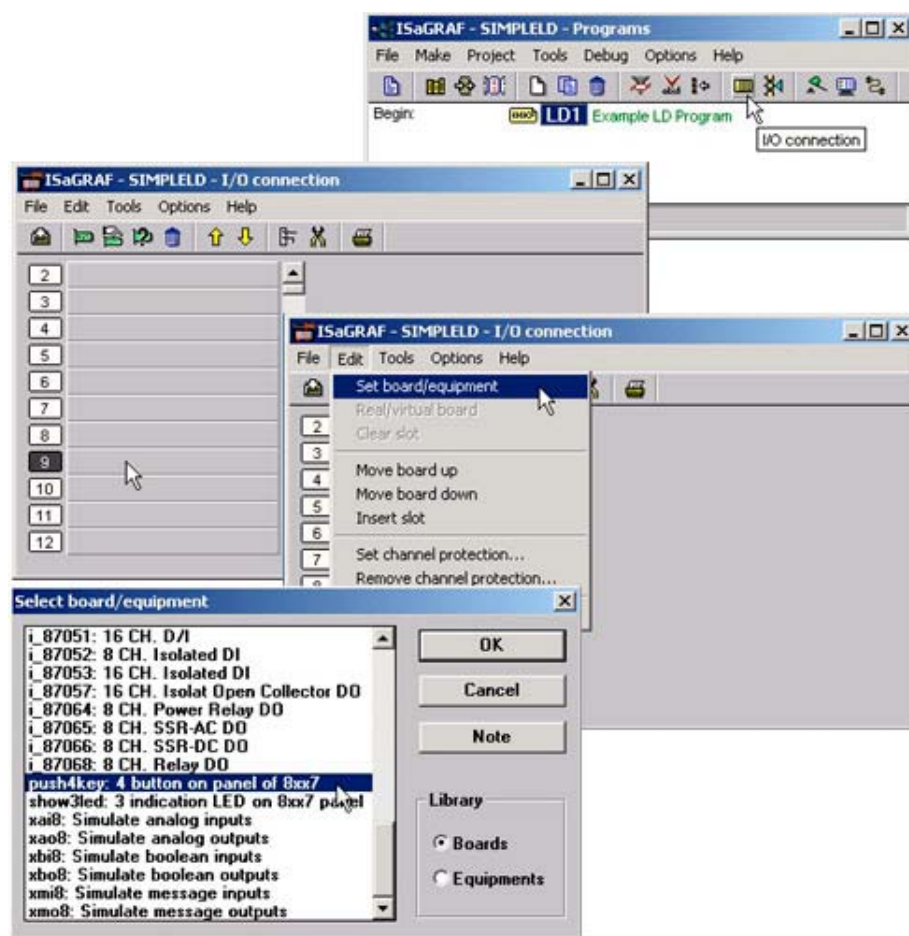 ISaGRAF - SIMPLELD - Programs
File Make Project Tools Debug Options Help
Begin: LD1 Example LD Program
I/O connection
ISaGRAF - SIMPLELD - I/O connection
File Edit Tools Options Help
2
3
4
5
6
7
8
9
10
11
12
ISaGRAF - SIMPLELD - I/O connection
File Edit Tools Options Help
Set board/equipment
Real/virtual board
Clear slot
Move board up
Move board down
Insert slot
Set channel protection...
Remove channel protection...
2
3
4
5
6
7
8
Select board/equipment
i_87051: 16 CH. D/I
i_87052: 8 CH. Isolated DI
i_87053: 16 CH. Isolated DI
i_87057: 16 CH. Isolat Open Collector DO
i_87064: 8 CH. Power Relay DO
i_87065: 8 CH. SSR-AC DO
i_87066: 8 CH. SSR-DC DO
i_87068: 8 CH. Relay DO
push4key: 4 button on panel of 8xx7
show3led: 3 indication LED on 8xx7 panel
xai8: Simulate analog inputs
xao8: Simulate analog outputs
xbi8: Simulate boolean inputs
xbo8: Simulate boolean outputs
xmi8: Simulate message inputs
xmo8: Simulate message outputs
OK
Cancel
Note
Library
Boards
Equipments